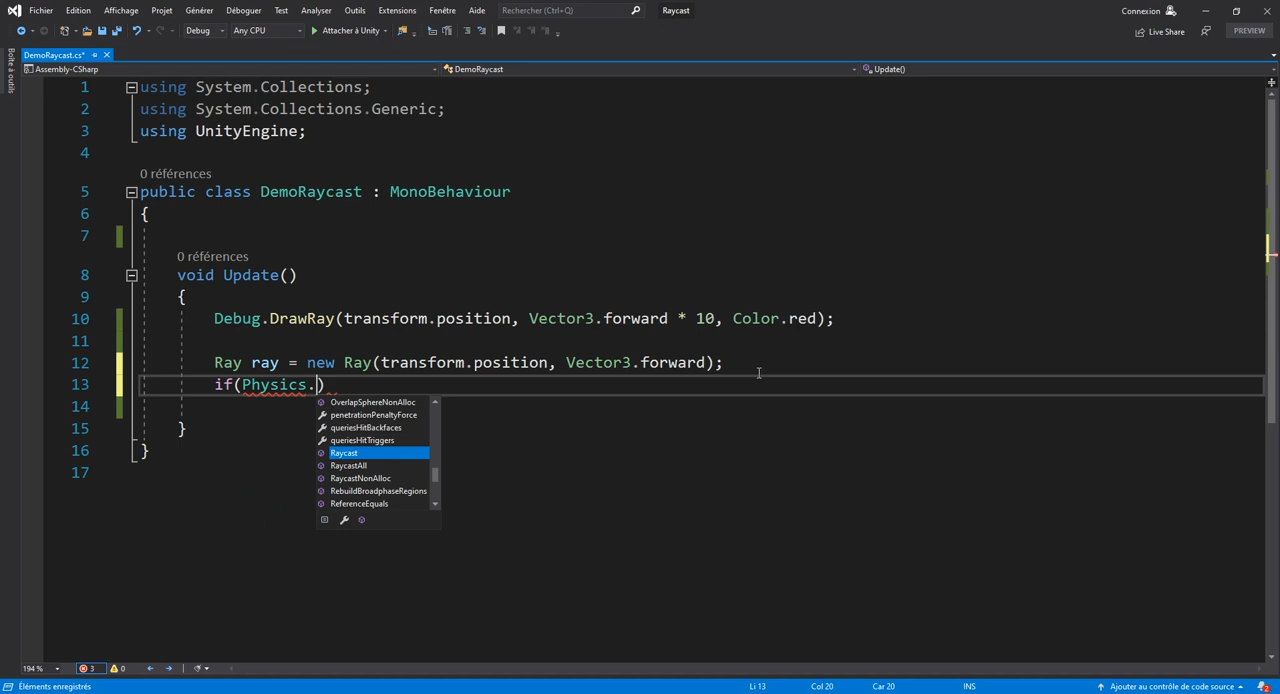 Fichier Edition Affichage Projet Générer Déboguer Test Analyser Outils Extensions Fenêtre Aide Rechercher (Ctrl+Q) Raycast Connexion
Debug Any CPU Attacher à Unity Live Share PREVIEW
Boîte à outils
DemoRaycast.cs*
Assembly-CSharp DemoRaycast Update()
1 using System.Collections;
2 using System.Collections.Generic;
3 using UnityEngine;
4
0 références
5 public class DemoRaycast : MonoBehaviour
6 {
7
0 références
8 void Update()
9 {
10 Debug.DrawRay(transform.position, Vector3.forward * 10, Color.red);
11
12 Ray ray = new Ray(transform.position, Vector3.forward);
13 if(Physics.)
14
15 }
16 }
17
OverlapSphereNonAlloc
penetrationPenaltyForce
queriesHitBackfaces
queriesHitTriggers
Raycast
RaycastAll
RaycastNonAlloc
RebuildBroadphaseRegions
ReferenceEquals
194 % 3 0
Éléments enregistrés Li 13 Col 20 Car 20 INS Ajouter au contrôle de code source 2